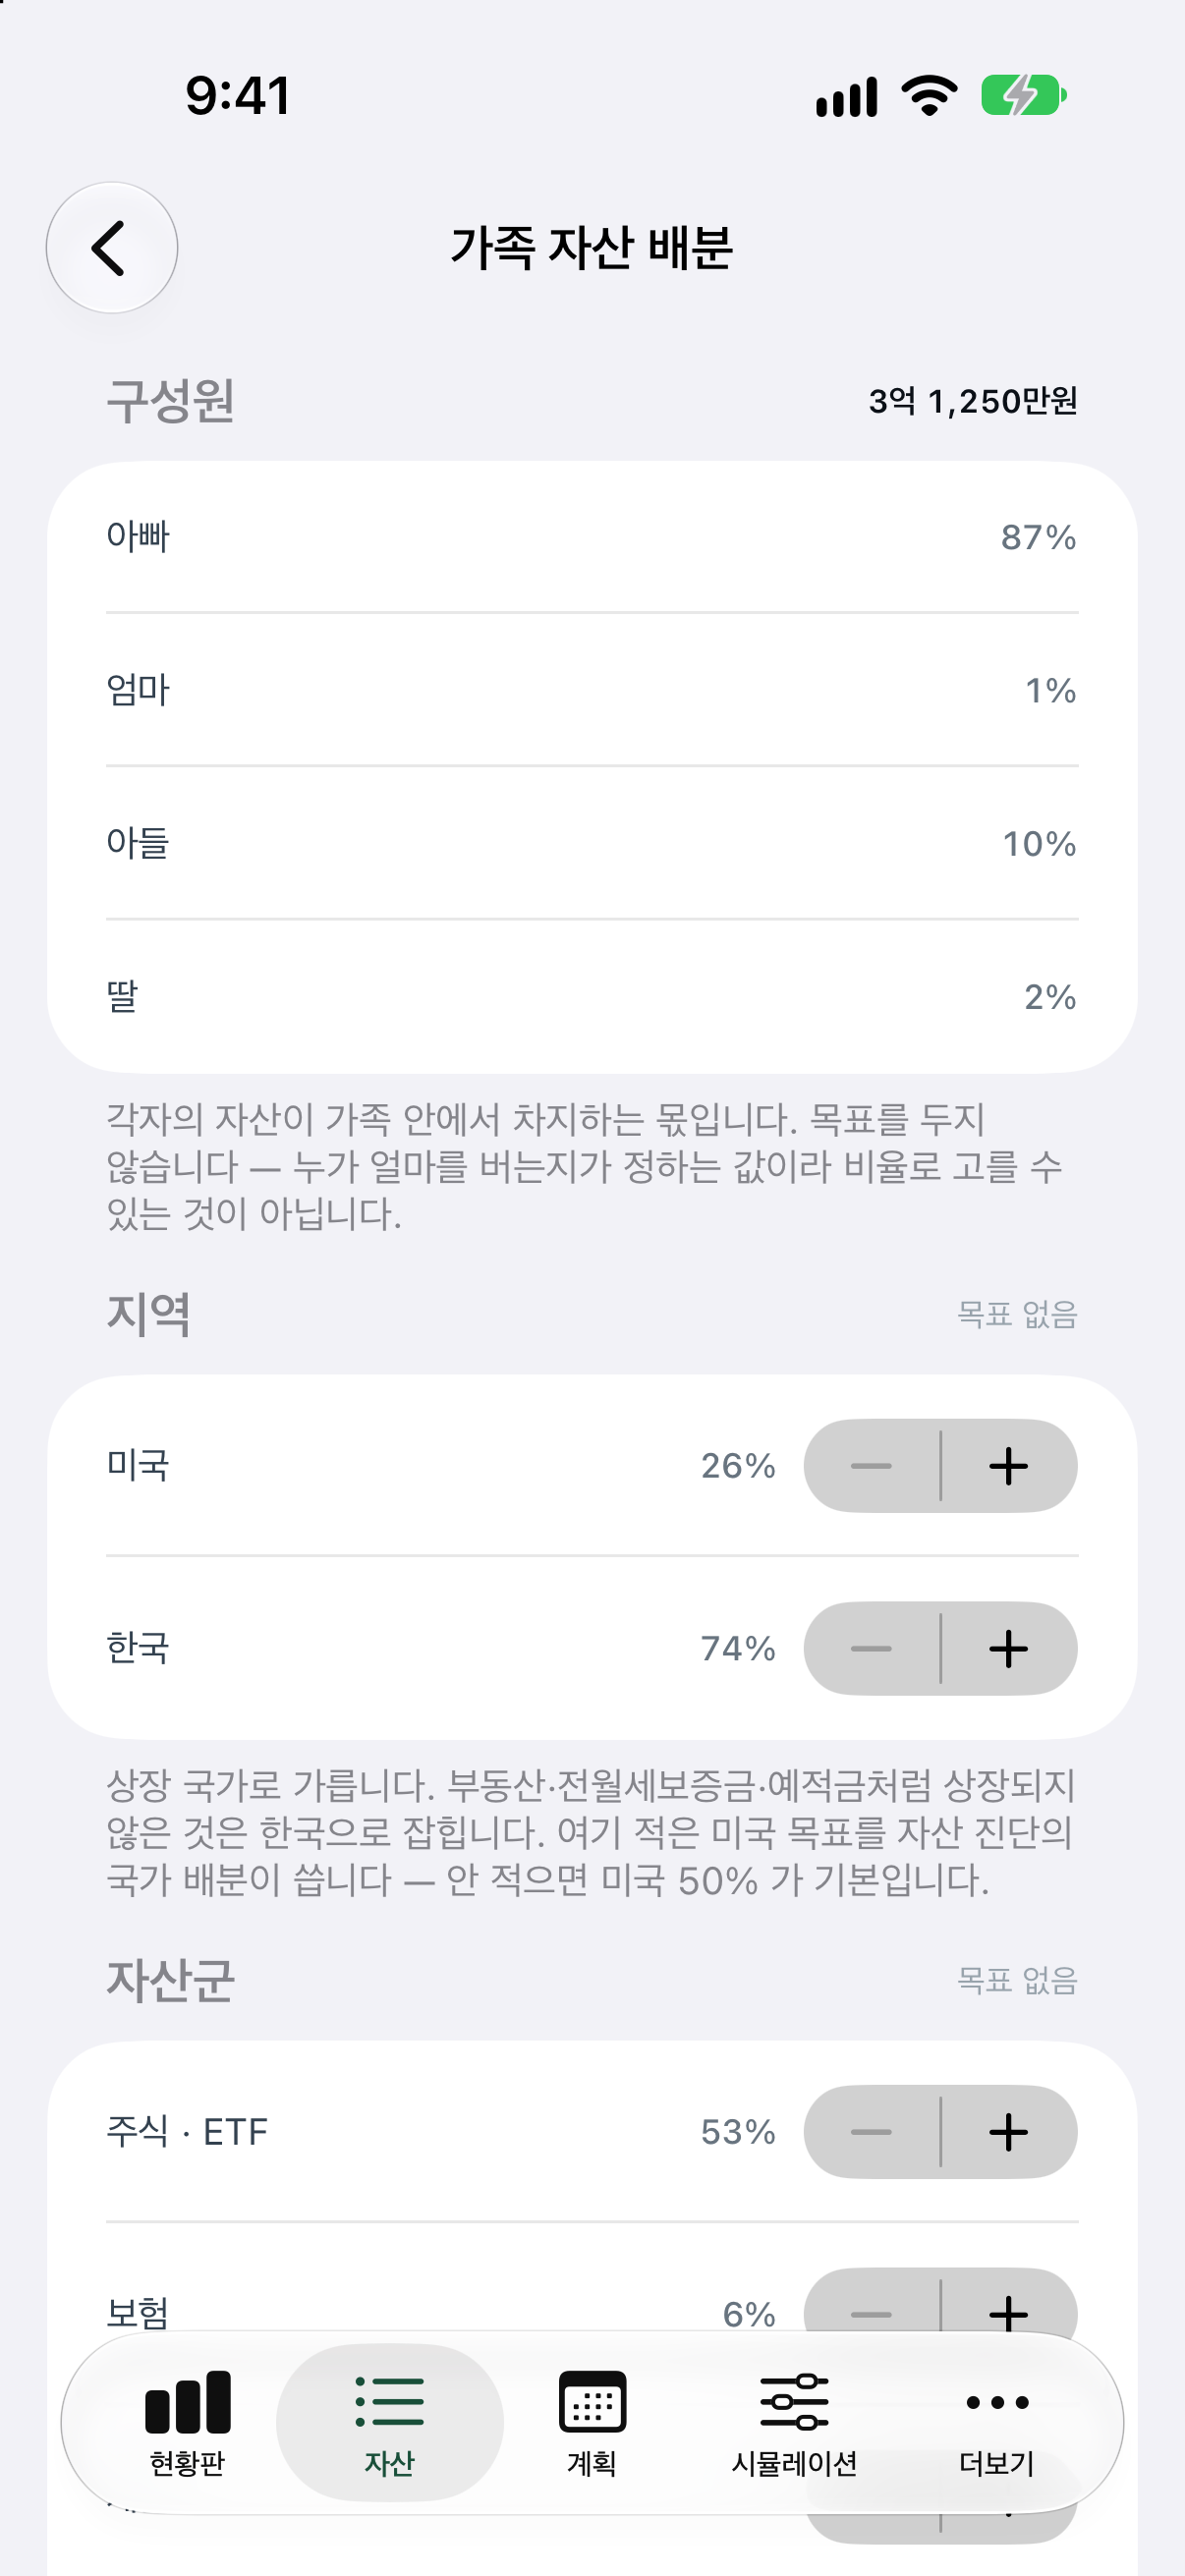 9:41
가족 자산 배분
구성원
3억 1,250만원
아빠
87%
엄마
1%
아들
10%
딸
2%
각자의 자산이 가족 안에서 차지하는 몫입니다. 목표를 두지
않습니다 — 누가 얼마를 버는지가 정하는 값이라 비율로 고를 수
있는 것이 아닙니다.
지역
목표 없음
미국
26%
한국
74%
상장 국가로 가릅니다. 부동산·전월세보증금·예적금처럼 상장되지
않은 것은 한국으로 잡힙니다. 여기 적은 미국 목표를 자산 진단의
국가 배분이 씁니다 — 안 적으면 미국 50% 가 기본입니다.
자산군
목표 없음
주식 · ETF
53%
보험
6%
현황판
자산
계획
시뮬레이션
더보기